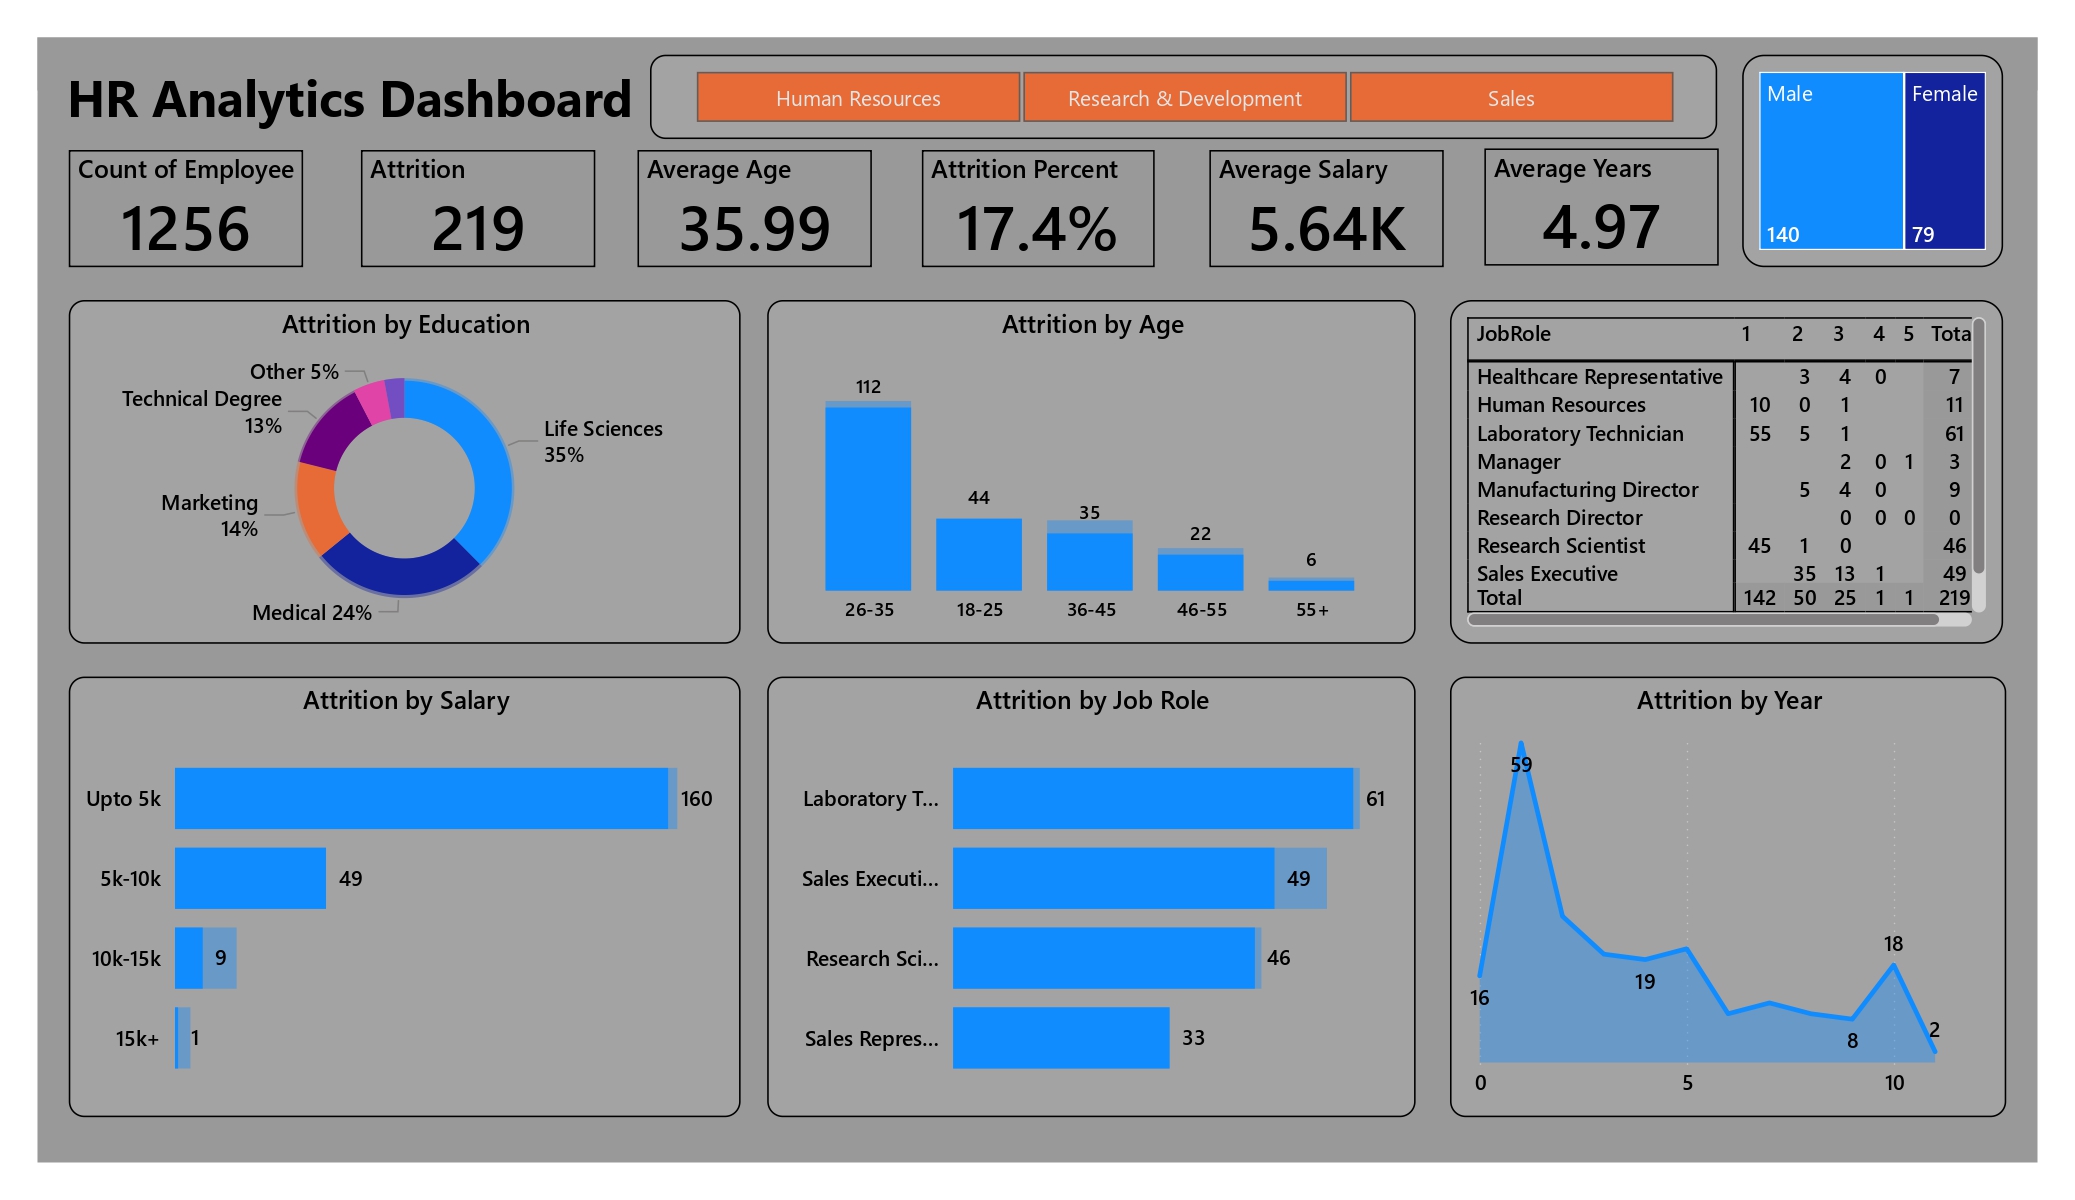 HR Analytics Dashboard
Human Resources
Research & Development
Sales
Male
Female
140
79
Count of Employee
1256
Attrition
219
Average Age
35.99
Attrition Percent
17.4%
Average Salary
5.64K
Average Years
4.97
Attrition by Education
Other 5%
Technical Degree
13%
Life Sciences
35%
Marketing
14%
Medical 24%
Attrition by Age
112
44
35
22
6
26-35 18-25 36-45 46-55 55+
JobRole 1 2 3 4 5 Tota
Healthcare Representative 3 4 0 7
Human Resources 10 0 1 11
Laboratory Technician 55 5 1 61
Manager 2 0 1 3
Manufacturing Director 5 4 0 9
Research Director 0 0 0 0
Research Scientist 45 1 0 46
Sales Executive 35 13 1 49
Total 142 50 25 1 1 219
Attrition by Salary
Upto 5k 160
5k-10k 49
10k-15k 9
15k+ 1
Attrition by Job Role
Laboratory T... 61
Sales Executi... 49
Research Sci... 46
Sales Repres... 33
Attrition by Year
59
18
19
16
2
8
0 5 10